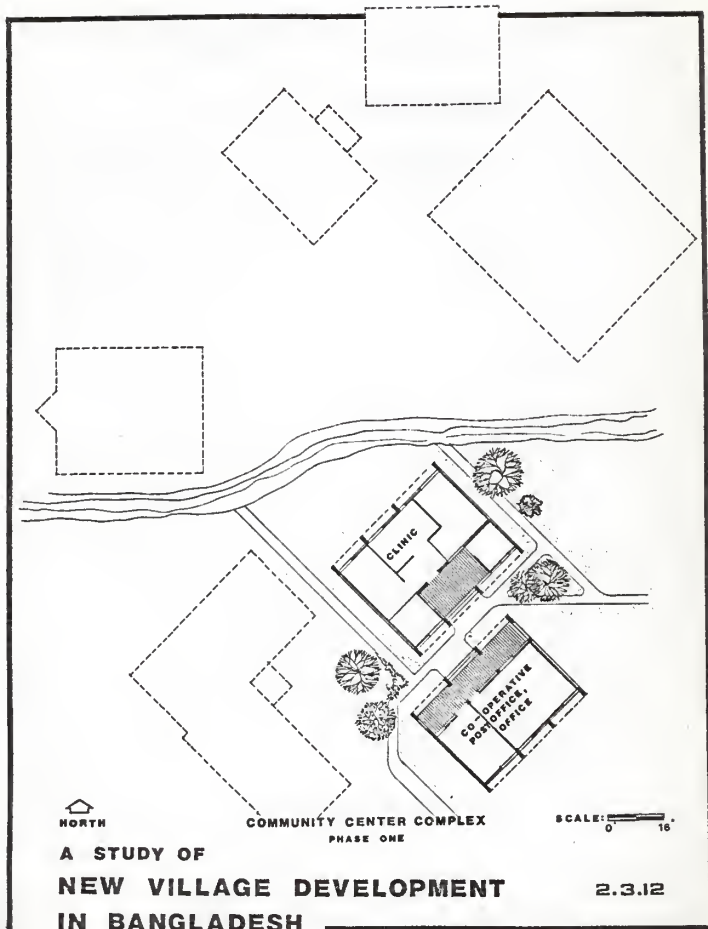 CLINIC
CO-OPERATIVE
POST OFFICE,
OFFICE
NORTH
COMMUNITY CENTER COMPLEX
PHASE ONE
SCALE:
0 16
A STUDY OF
NEW VILLAGE DEVELOPMENT
2.3.12
IN BANGLADESH